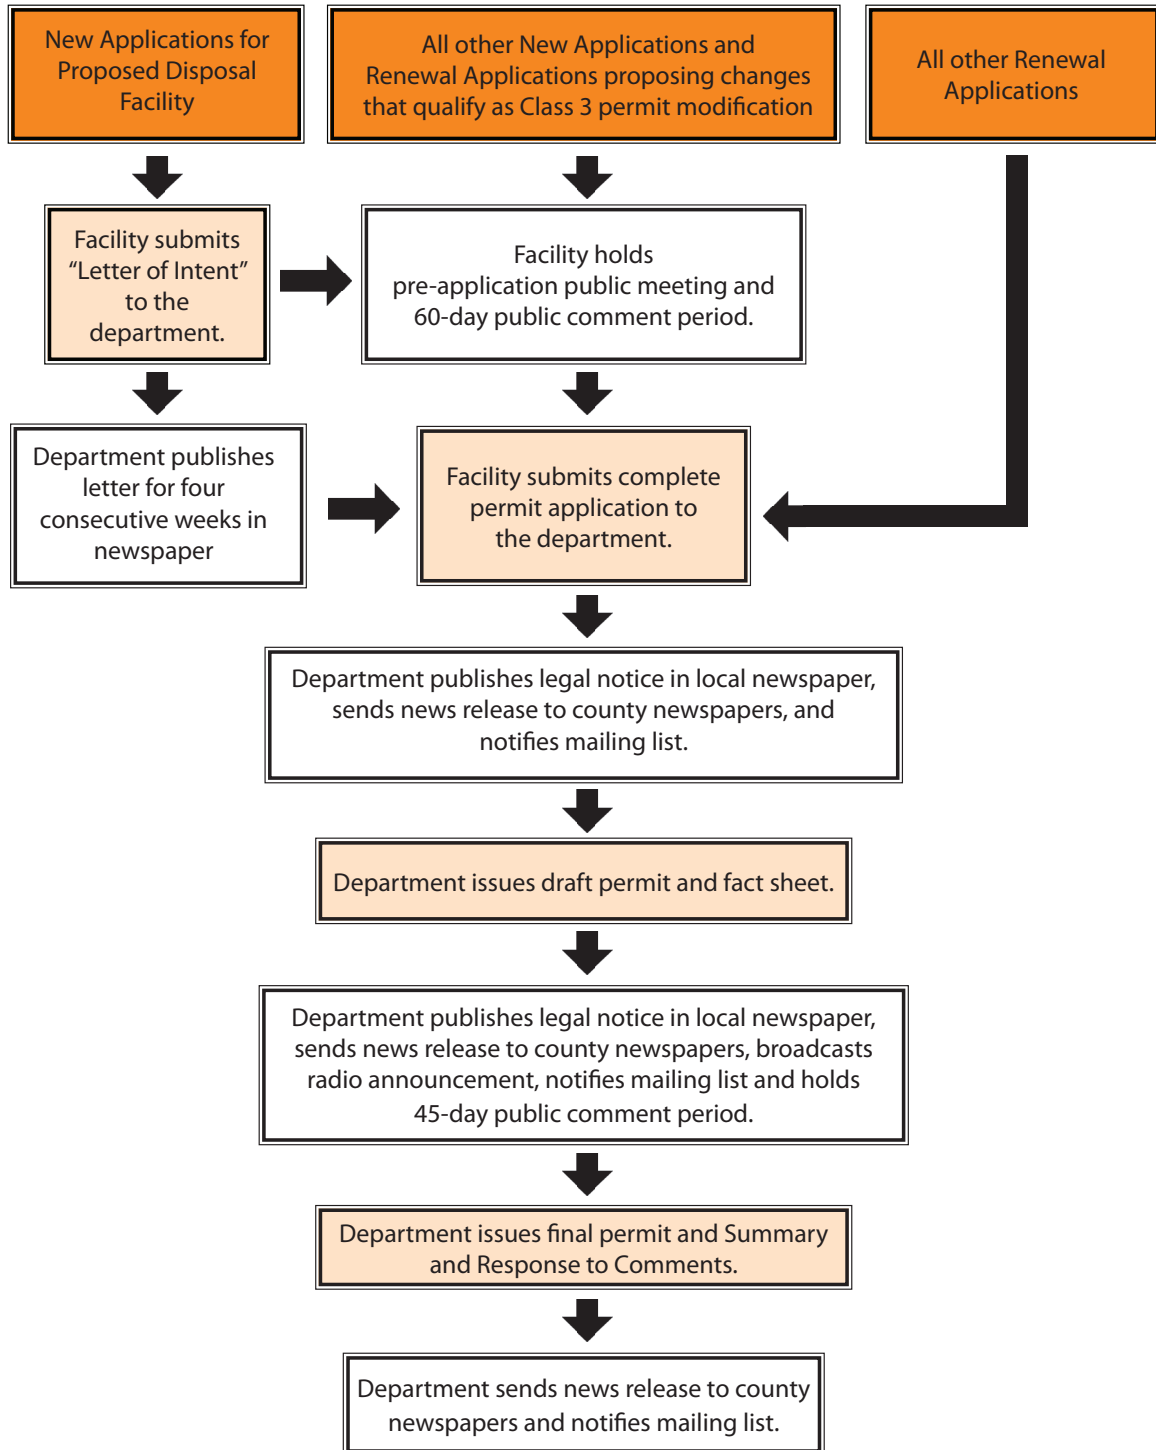 New Applications for
Proposed Disposal
Facility
All other New Applications and
Renewal Applications proposing changes
that qualify as Class 3 permit modification
All other Renewal
Applications
Facility submits
“Letter of Intent”
to the
department.
Facility holds
pre-application public meeting and
60-day public comment period.
Department publishes
letter for four
consecutive weeks in
newspaper
Facility submits complete
permit application to
the department.
Department publishes legal notice in local newspaper,
sends news release to county newspapers, and
notifies mailing list.
Department issues draft permit and fact sheet.
Department publishes legal notice in local newspaper,
sends news release to county newspapers, broadcasts
radio announcement, notifies mailing list and holds
45-day public comment period.
Department issues final permit and Summary
and Response to Comments.
Department sends news release to county
newspapers and notifies mailing list.